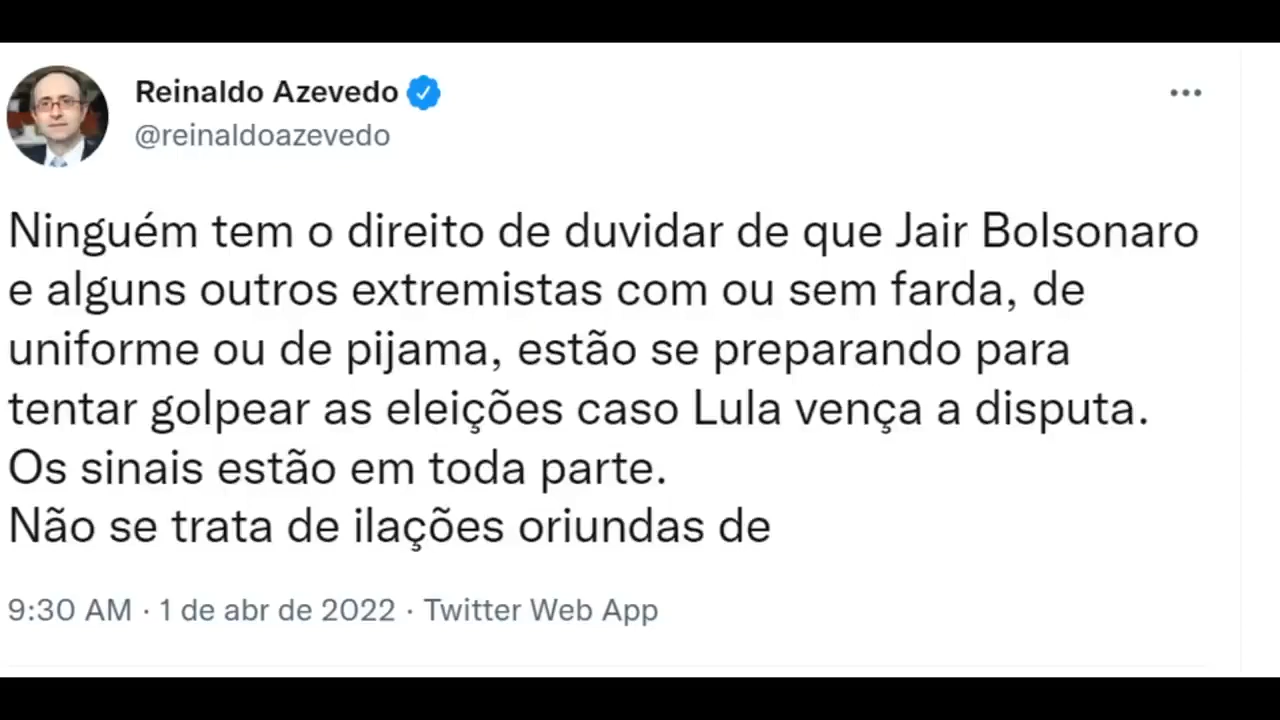 Reinaldo Azevedo
@reinaldoazevedo
Ninguém tem o direito de duvidar de que Jair Bolsonaro
e alguns outros extremistas com ou sem farda, de
uniforme ou de pijama, estão se preparando para
tentar golpear as eleições caso Lula vença a disputa.
Os sinais estão em toda parte.
Não se trata de ilações oriundas de
9:30 AM · 1 de abr de 2022 · Twitter Web App